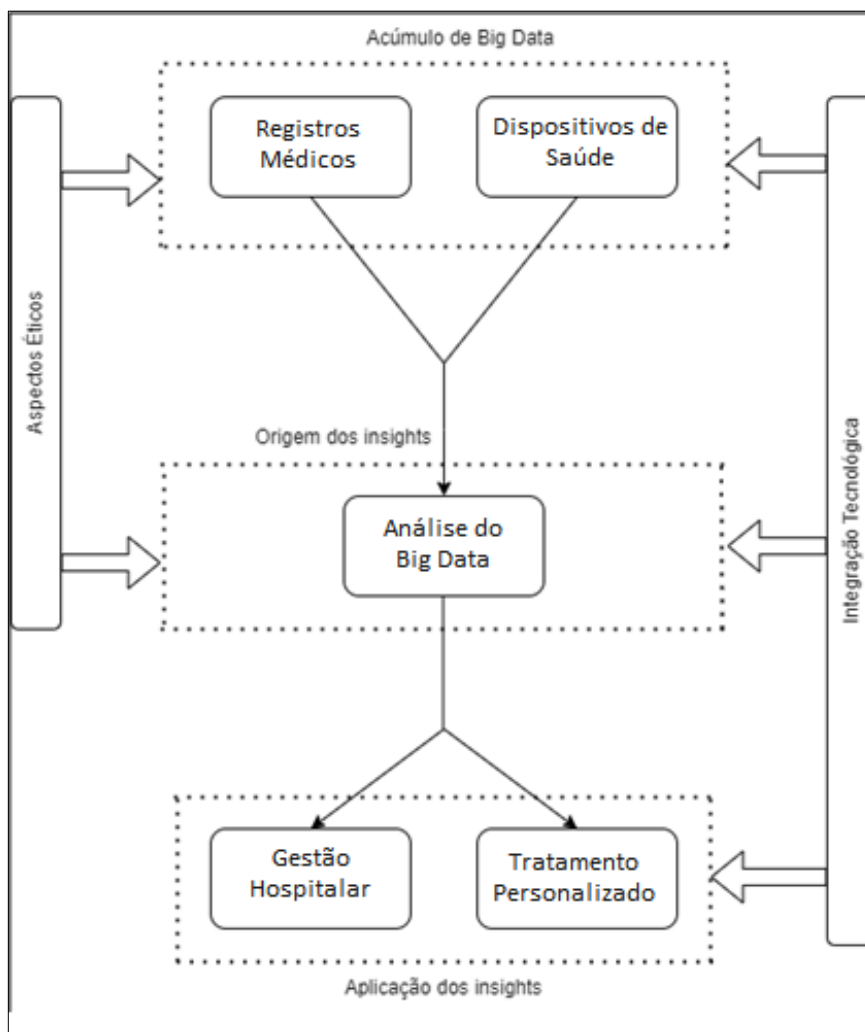 Acúmulo de Big Data
Registros
Médicos
Dispositivos de
Saúde
Aspectos Éticos
Integração Tecnológica
Origem dos insights
Análise do
Big Data
Gestão
Hospitalar
Tratamento
Personalizado
Aplicação dos insights